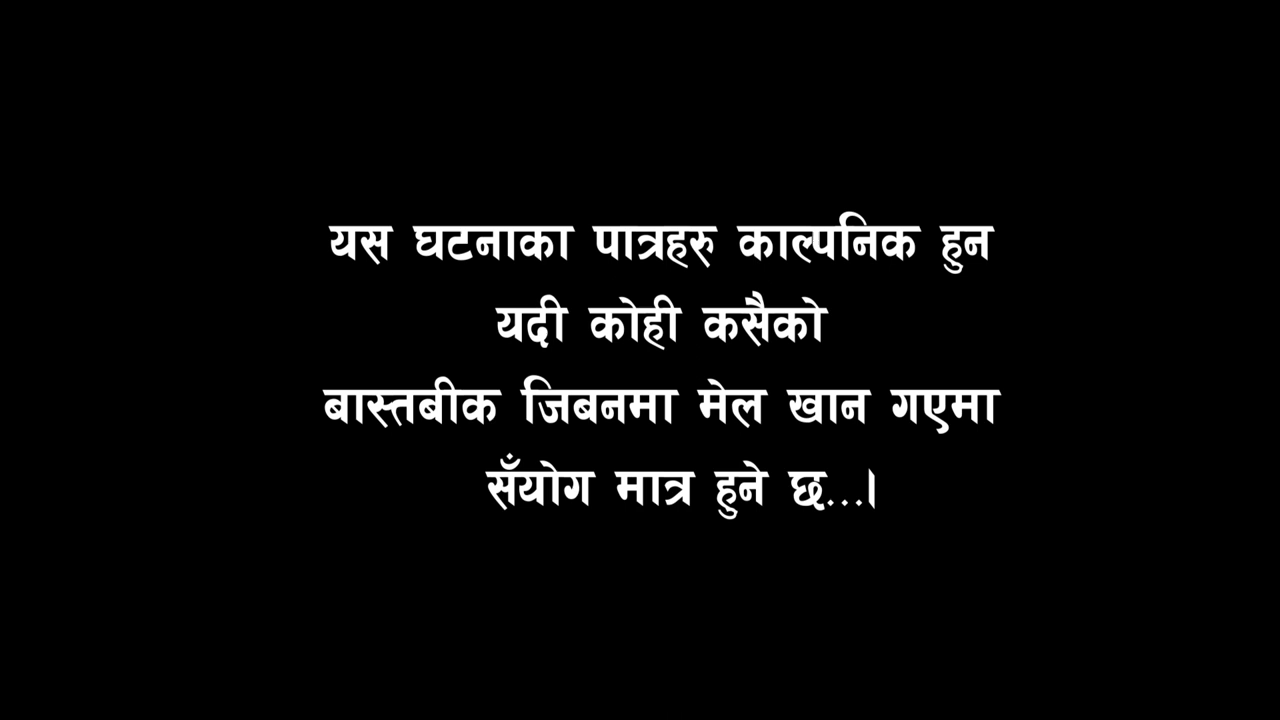 यस घटनाका पात्रहरु काल्पनिक हुन
यदी कोही कसैको
बास्तबीक जिबनमा मेल खान गएमा
सँयोग मात्र हुने छ...।